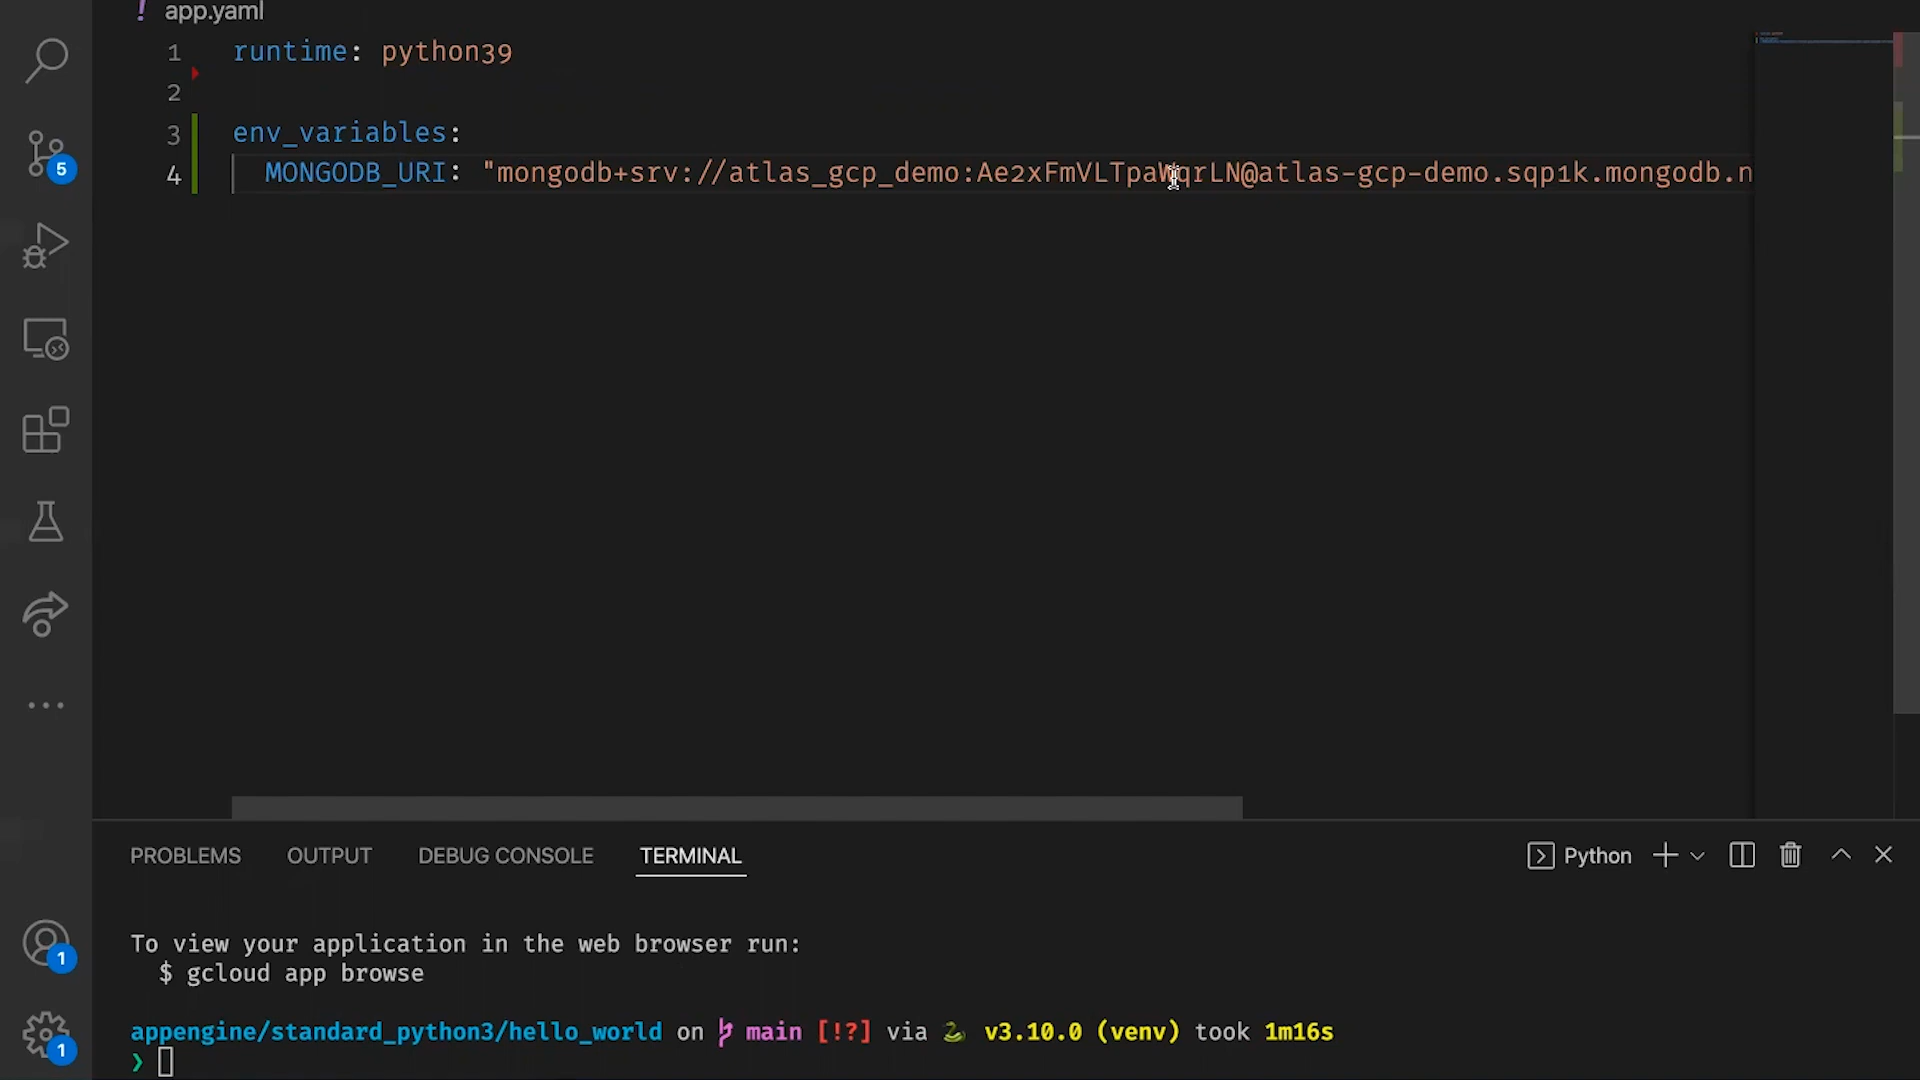 ! app.yaml
1 runtime: python39
2
3 env_variables:
4 MONGODB_URI: "mongodb+srv://atlas_gcp_demo:Ae2xFmVLTpaWqrLN@atlas-gcp-demo.sqp1k.mongodb.n
5
PROBLEMS OUTPUT DEBUG CONSOLE TERMINAL Python
To view your application in the web browser run:
$ gcloud app browse
1
appengine/standard_python3/hello_world on main [!?] via v3.10.0 (venv) took 1m16s
1
❯